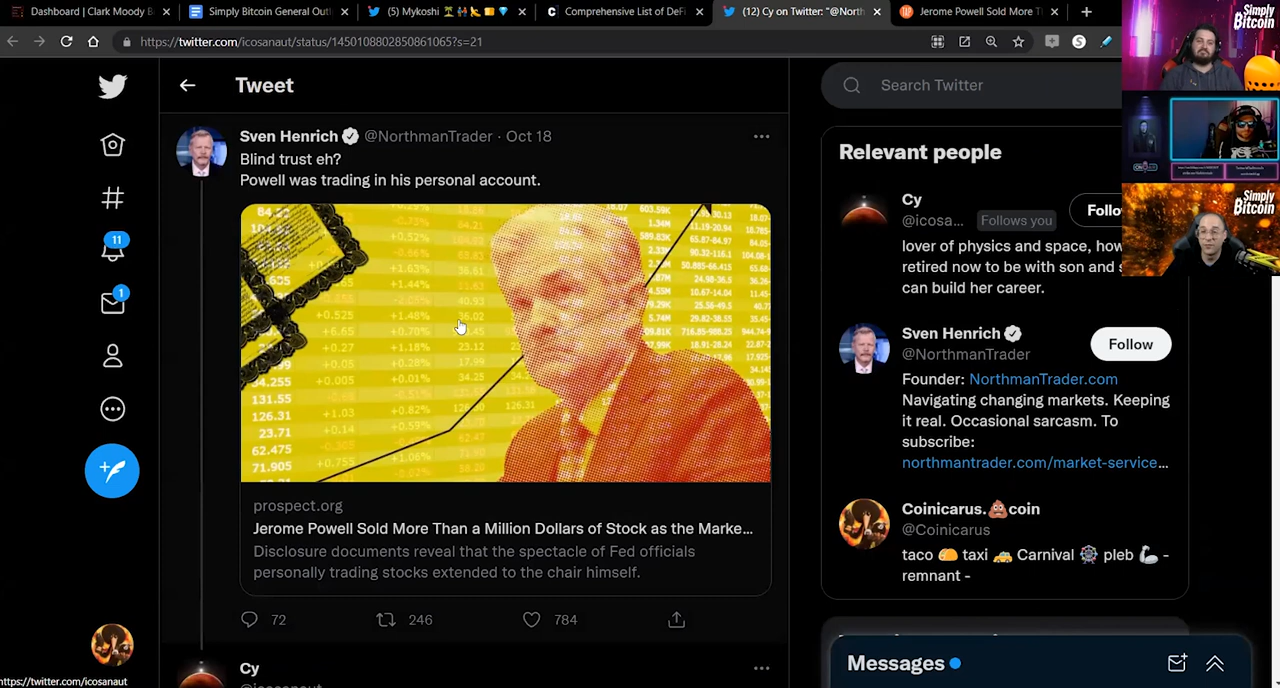 Dashboard | Clark Moody B
Simply Bitcoin General Out
(5) Mykoshi
Comprehensive List of DeFi
(12) Cy on Twitter: "@North
Jerome Powell Sold More T
https://twitter.com/icosanaut/status/1450108802850861065?s=21
Simply
Bitcoin
Simply
Bitcoin
Tweet
Search Twitter
Sven Henrich @NorthmanTrader · Oct 18
Blind trust eh?
Powell was trading in his personal account.
prospect.org
Jerome Powell Sold More Than a Million Dollars of Stock as the Marke...
Disclosure documents reveal that the spectacle of Fed officials
personally trading stocks extended to the chair himself.
72
246
784
Cy
11
1
Relevant people
Cy
@icosa...
Follows you
Follo
lover of physics and space, how
retired now to be with son and s
can build her career.
Sven Henrich
@NorthmanTrader
Follow
Founder: NorthmanTrader.com
Navigating changing markets. Keeping
it real. Occasional sarcasm. To
subscribe:
northmantrader.com/market-service...
Coinicarus.💩coin
@Coinicarus
taco 🌮 taxi 🚕 Carnival 🎡 pleb 💪 -
remnant -
Messages
https://twitter.com/icosanaut